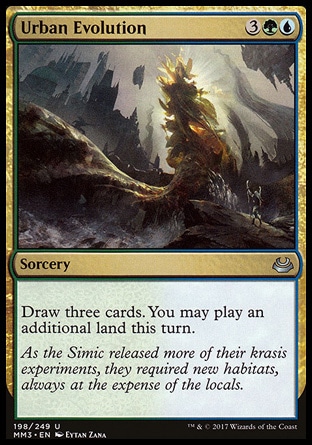 Urban Evolution 3
Sorcery
Draw three cards. You may play an
additional land this turn.
As the Simic released more of their krasis
experiments, they required new habitats,
always at the expense of the locals.
198/249 U
MM3 • EN Eytan Zana
™ & © 2017 Wizards of the Coast